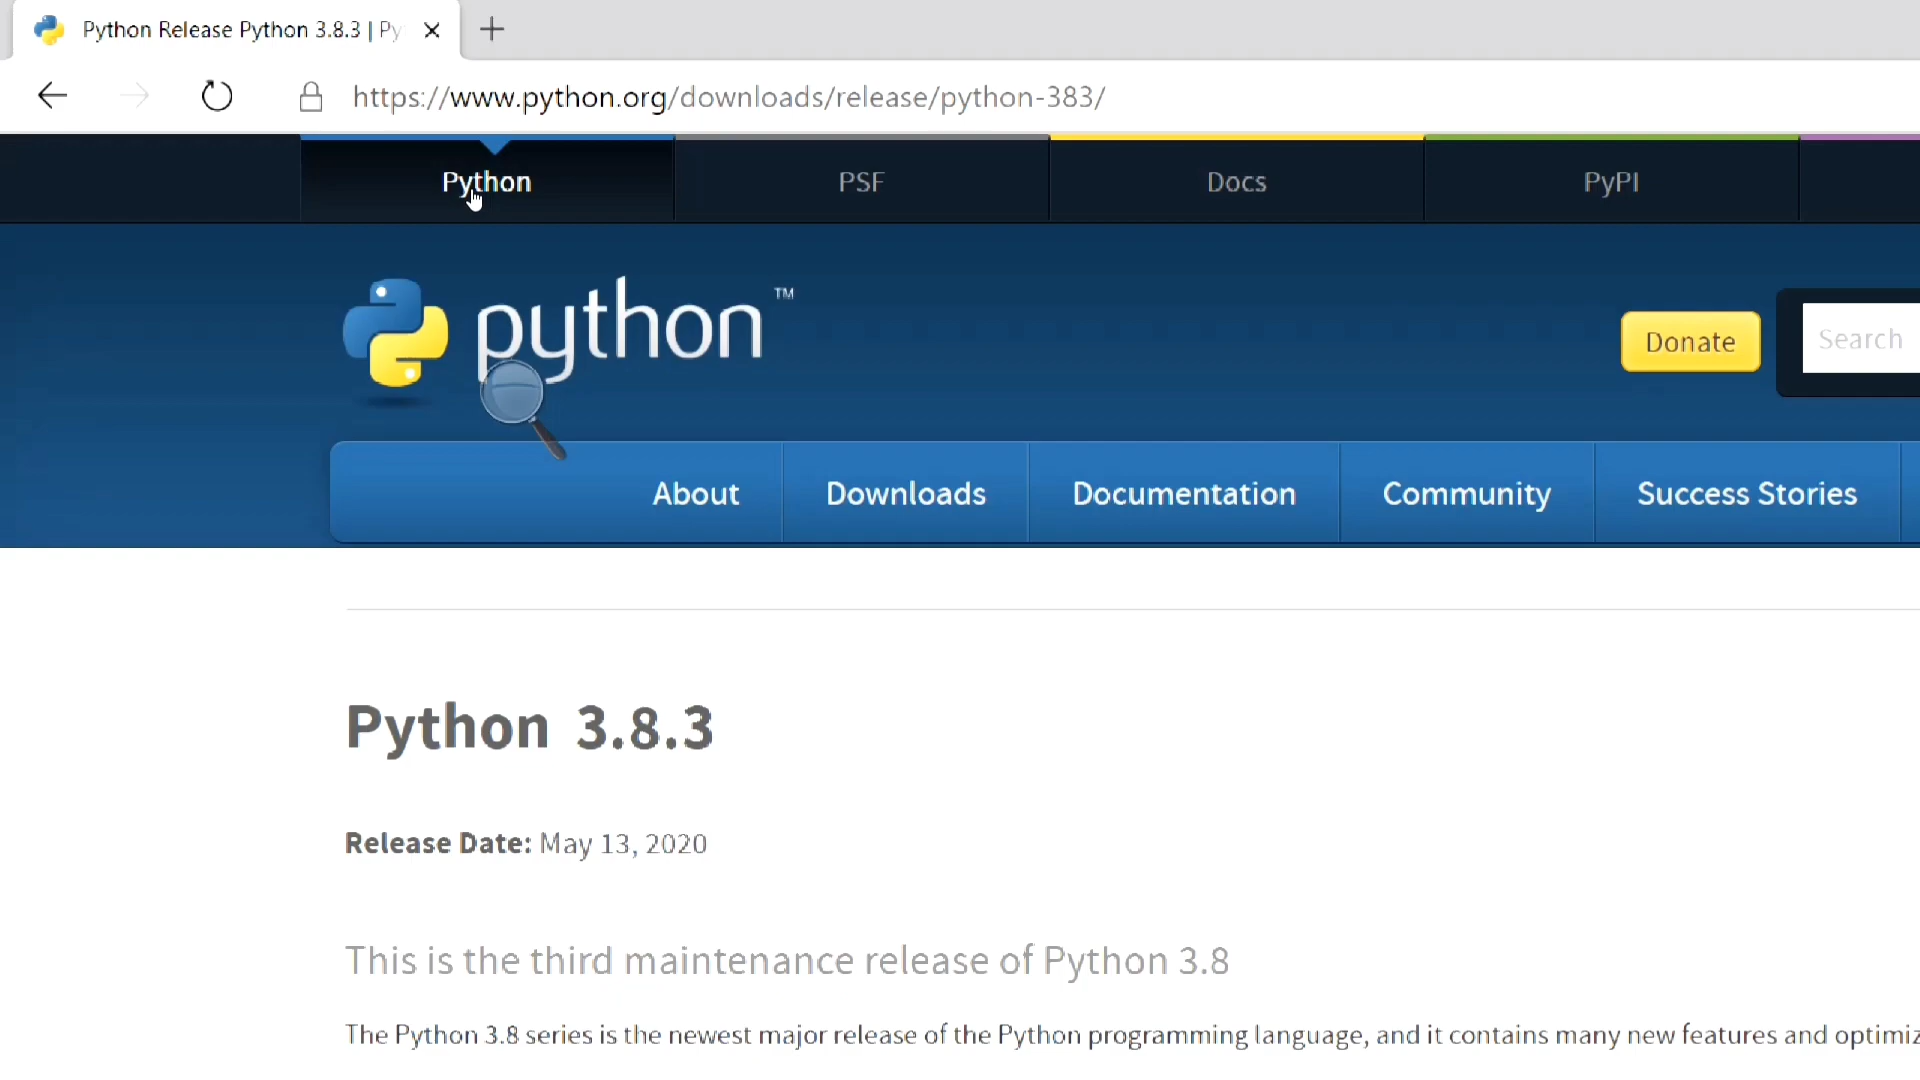 Python Release Python 3.8.3 | Py
https://www.python.org/downloads/release/python-383/
Python PSF Docs PyPI
python™
Donate Search
About Downloads Documentation Community Success Stories
Python 3.8.3
Release Date: May 13, 2020
This is the third maintenance release of Python 3.8
The Python 3.8 series is the newest major release of the Python programming language, and it contains many new features and optimiz